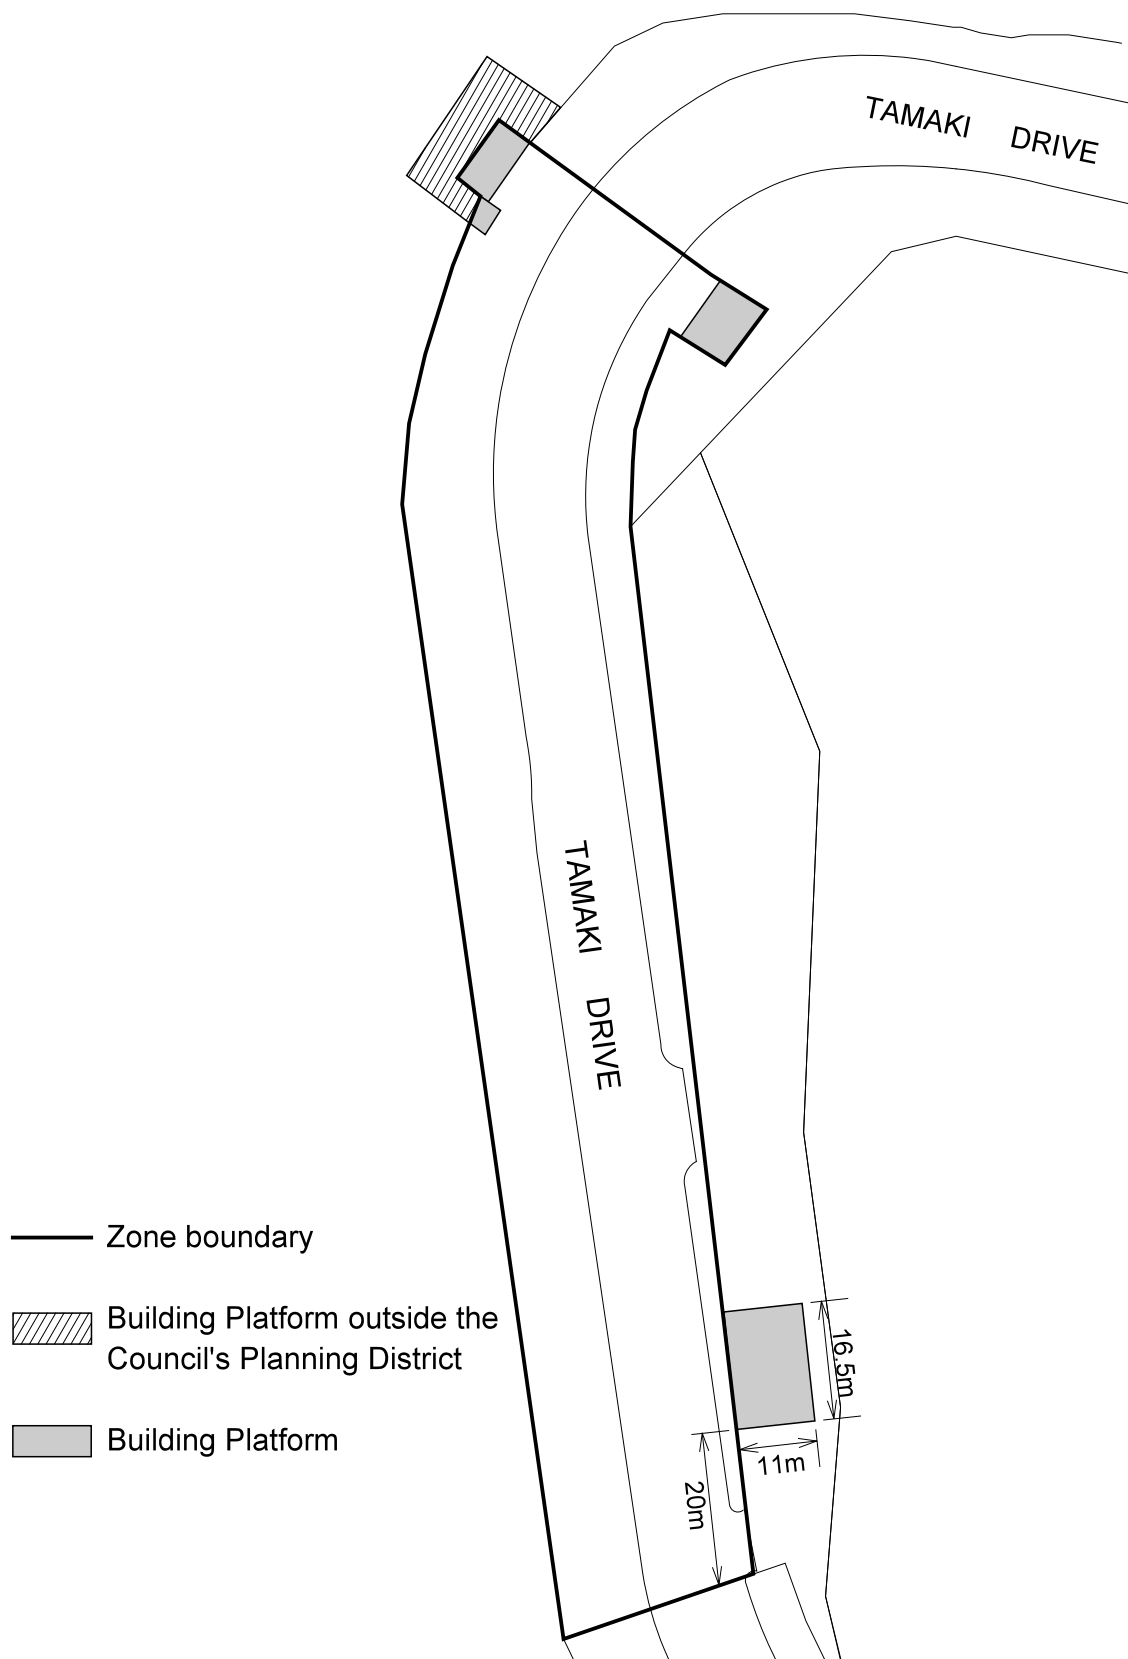 TAMAKI DRIVE
TAMAKI DRIVE
Zone boundary
Building Platform outside the
Council's Planning District
Building Platform
16.5m
11m
20m